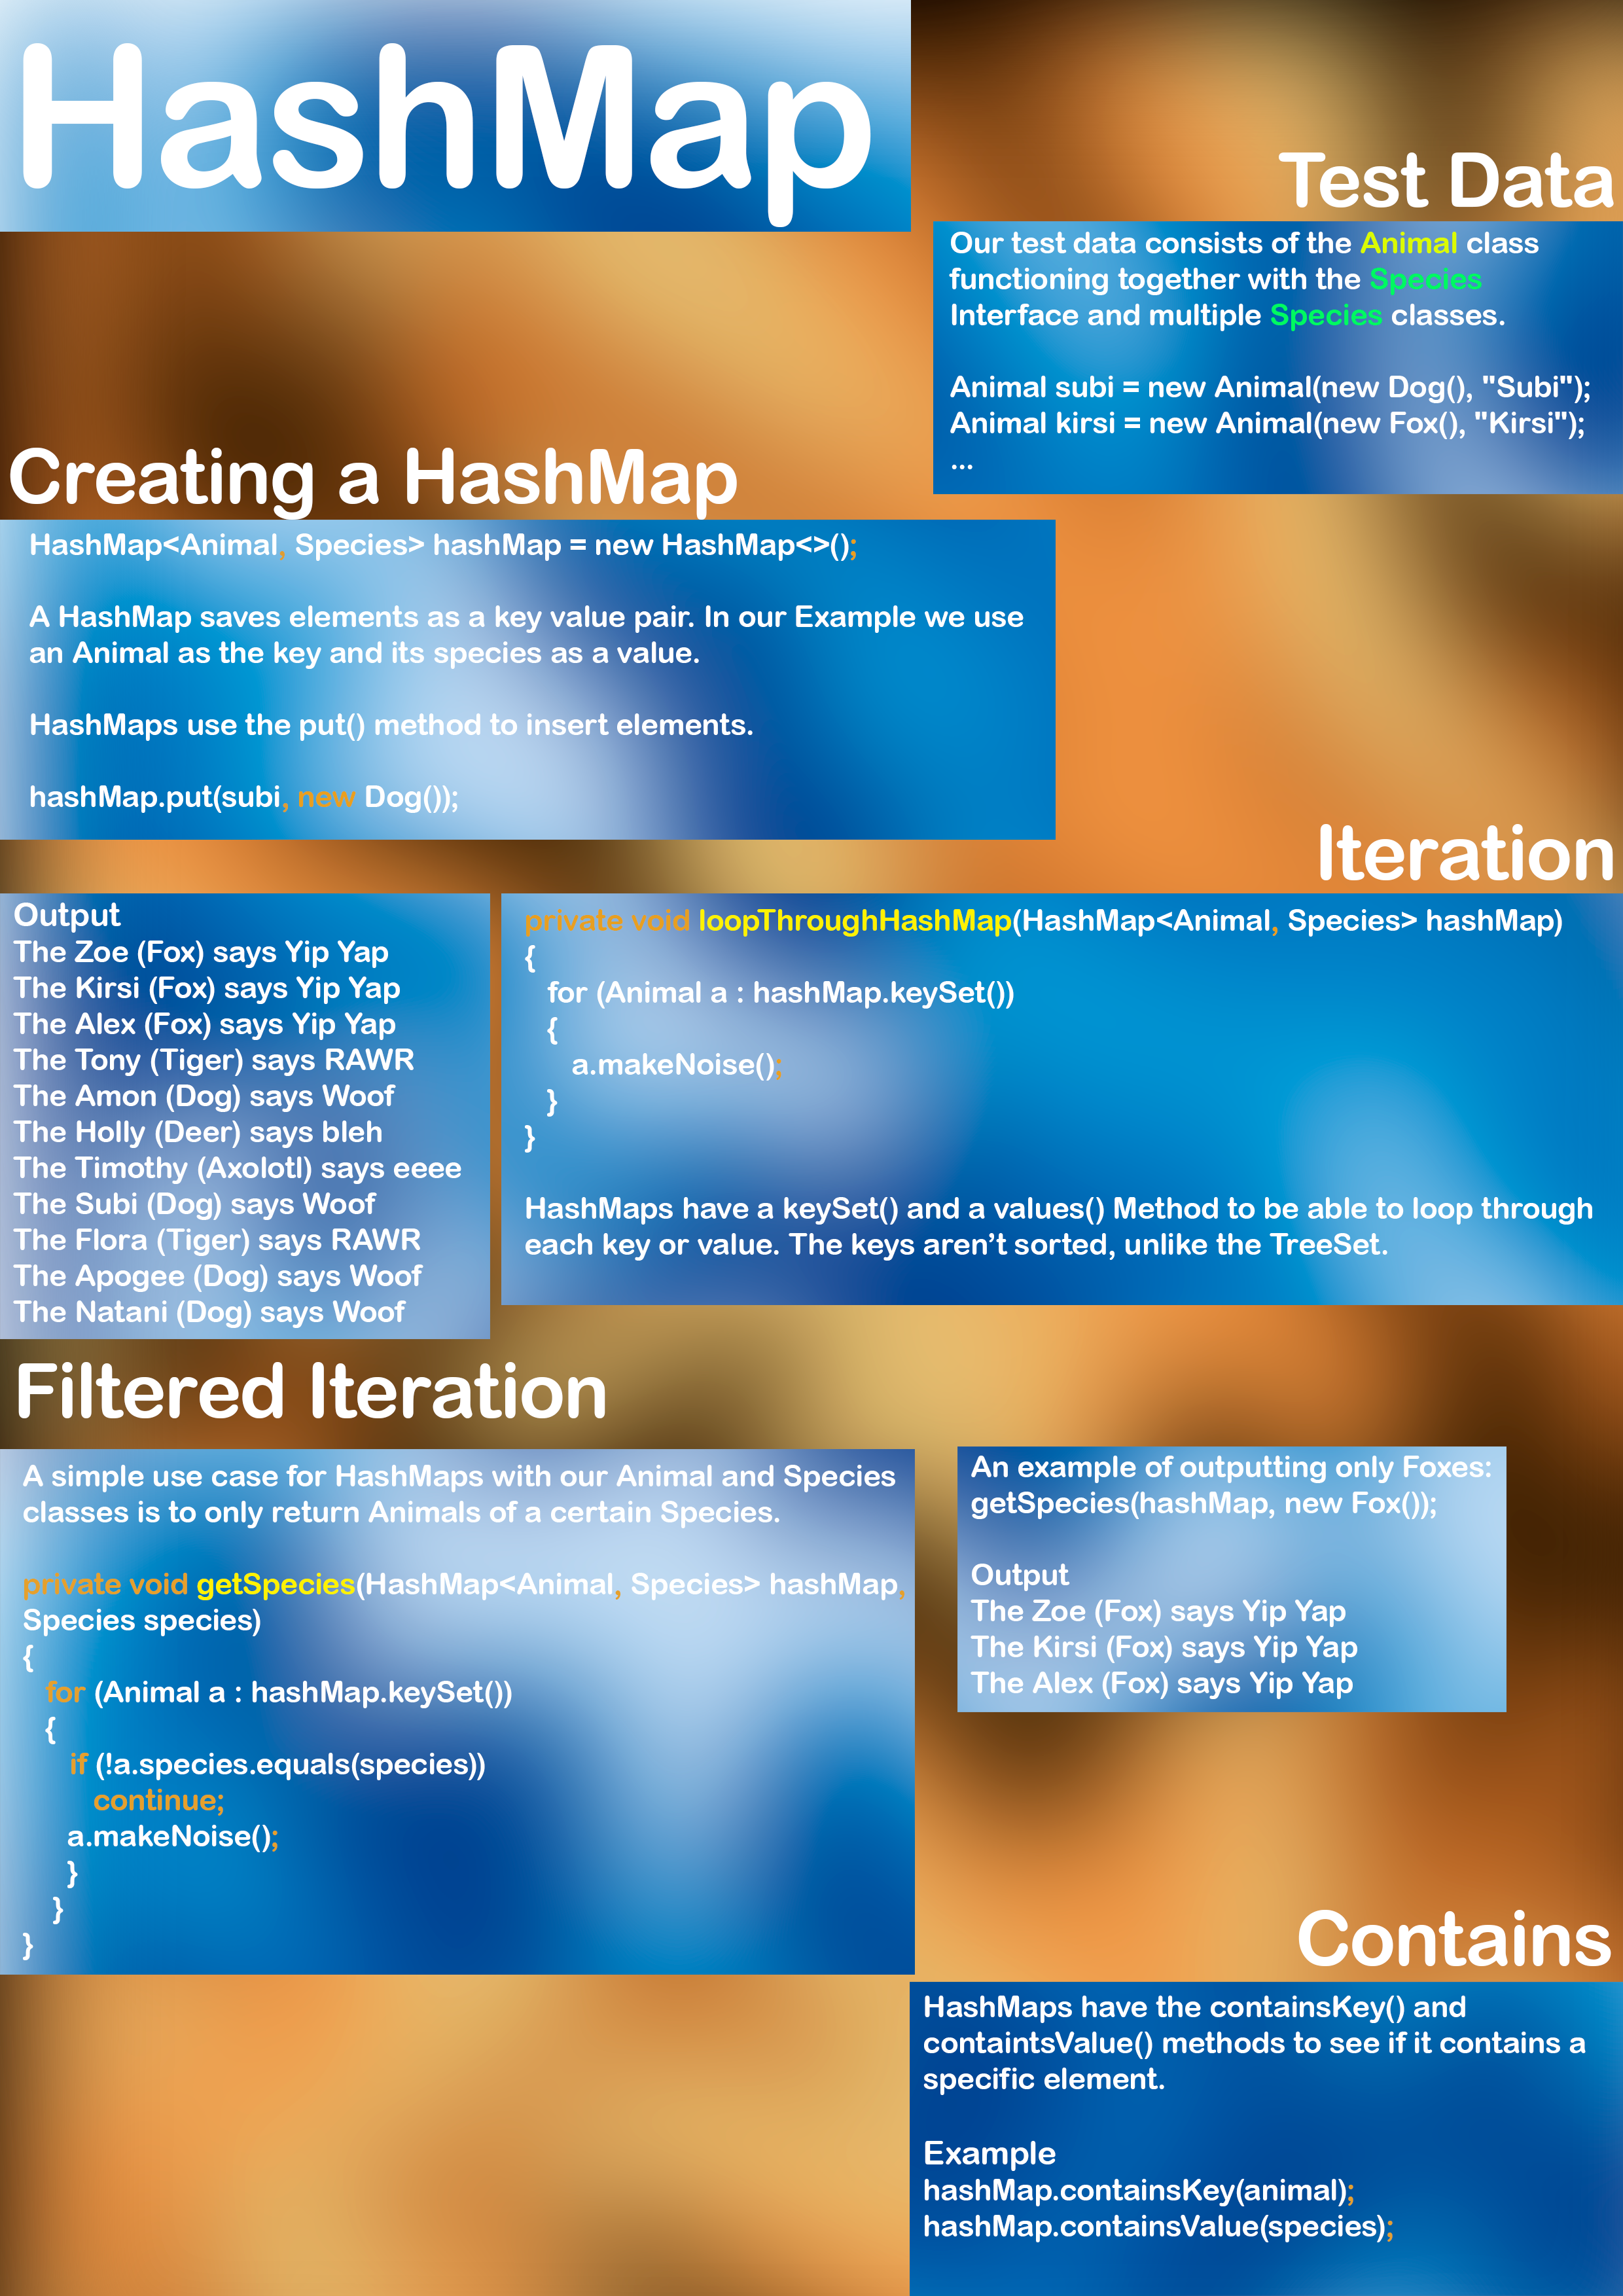 HashMap
Test Data
Our test data consists of the Animal class
functioning together with the Species
Interface and multiple Species classes.
Animal subi = new Animal(new Dog(), "Subi");
Animal kirsi = new Animal(new Fox(), "Kirsi");
...
Creating a HashMap
HashMap<Animal, Species> hashMap = new HashMap<>();
A HashMap saves elements as a key value pair. In our Example we use
an Animal as the key and its species as a value.
HashMaps use the put() method to insert elements.
hashMap.put(subi, new Dog());
Iteration
Output
The Zoe (Fox) says Yip Yap
The Kirsi (Fox) says Yip Yap
The Alex (Fox) says Yip Yap
The Tony (Tiger) says RAWR
The Amon (Dog) says Woof
The Holly (Deer) says bleh
The Timothy (Axolotl) says eeee
The Subi (Dog) says Woof
The Flora (Tiger) says RAWR
The Apogee (Dog) says Woof
The Natani (Dog) says Woof
private void loopThroughHashMap(HashMap<Animal, Species> hashMap)
{
for (Animal a : hashMap.keySet())
{
a.makeNoise();
}
}
HashMaps have a keySet() and a values() Method to be able to loop through
each key or value. The keys aren’t sorted, unlike the TreeSet.
Filtered Iteration
A simple use case for HashMaps with our Animal and Species
classes is to only return Animals of a certain Species.
private void getSpecies(HashMap<Animal, Species> hashMap,
Species species)
{
for (Animal a : hashMap.keySet())
{
if (!a.species.equals(species))
continue;
a.makeNoise();
}
}
}
An example of outputting only Foxes:
getSpecies(hashMap, new Fox());
Output
The Zoe (Fox) says Yip Yap
The Kirsi (Fox) says Yip Yap
The Alex (Fox) says Yip Yap
Contains
HashMaps have the containsKey() and
containtsValue() methods to see if it contains a
specific element.
Example
hashMap.containsKey(animal);
hashMap.containsValue(species);